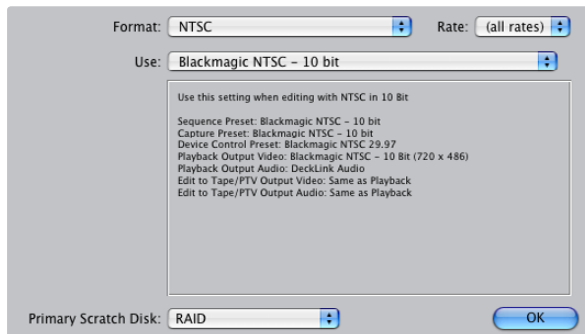 Format: NTSC Rate: (all rates)
Use: Blackmagic NTSC – 10 bit
Use this setting when editing with NTSC in 10 Bit
Sequence Preset: Blackmagic NTSC – 10 bit
Capture Preset: Blackmagic NTSC – 10 bit
Device Control Preset: Blackmagic NTSC 29.97
Playback Output Video: Blackmagic NTSC – 10 Bit (720 x 486)
Playback Output Audio: DeckLink Audio
Edit to Tape/PTV Output Video: Same as Playback
Edit to Tape/PTV Output Audio: Same as Playback
Primary Scratch Disk: RAID OK